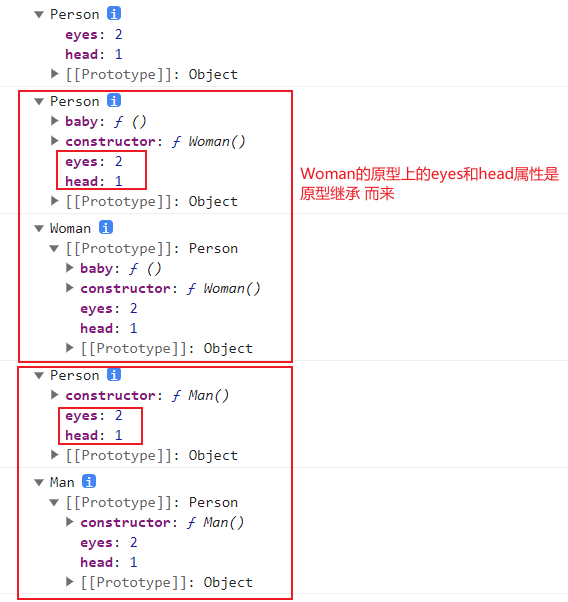 ▼ Person i
eyes: 2
head: 1
▶ [[Prototype]]: Object
▼ Person i
▶ baby: ƒ ()
▶ constructor: ƒ Woman()
eyes: 2
head: 1
▶ [[Prototype]]: Object
Woman的原型上的eyes和head属性是
原型继承 而来
▼ Woman i
▼ [[Prototype]]: Person
▶ baby: ƒ ()
▶ constructor: ƒ Woman()
eyes: 2
head: 1
▶ [[Prototype]]: Object
▼ Person i
▶ constructor: ƒ Man()
eyes: 2
head: 1
▶ [[Prototype]]: Object
▼ Man i
▼ [[Prototype]]: Person
▶ constructor: ƒ Man()
eyes: 2
head: 1
▶ [[Prototype]]: Object